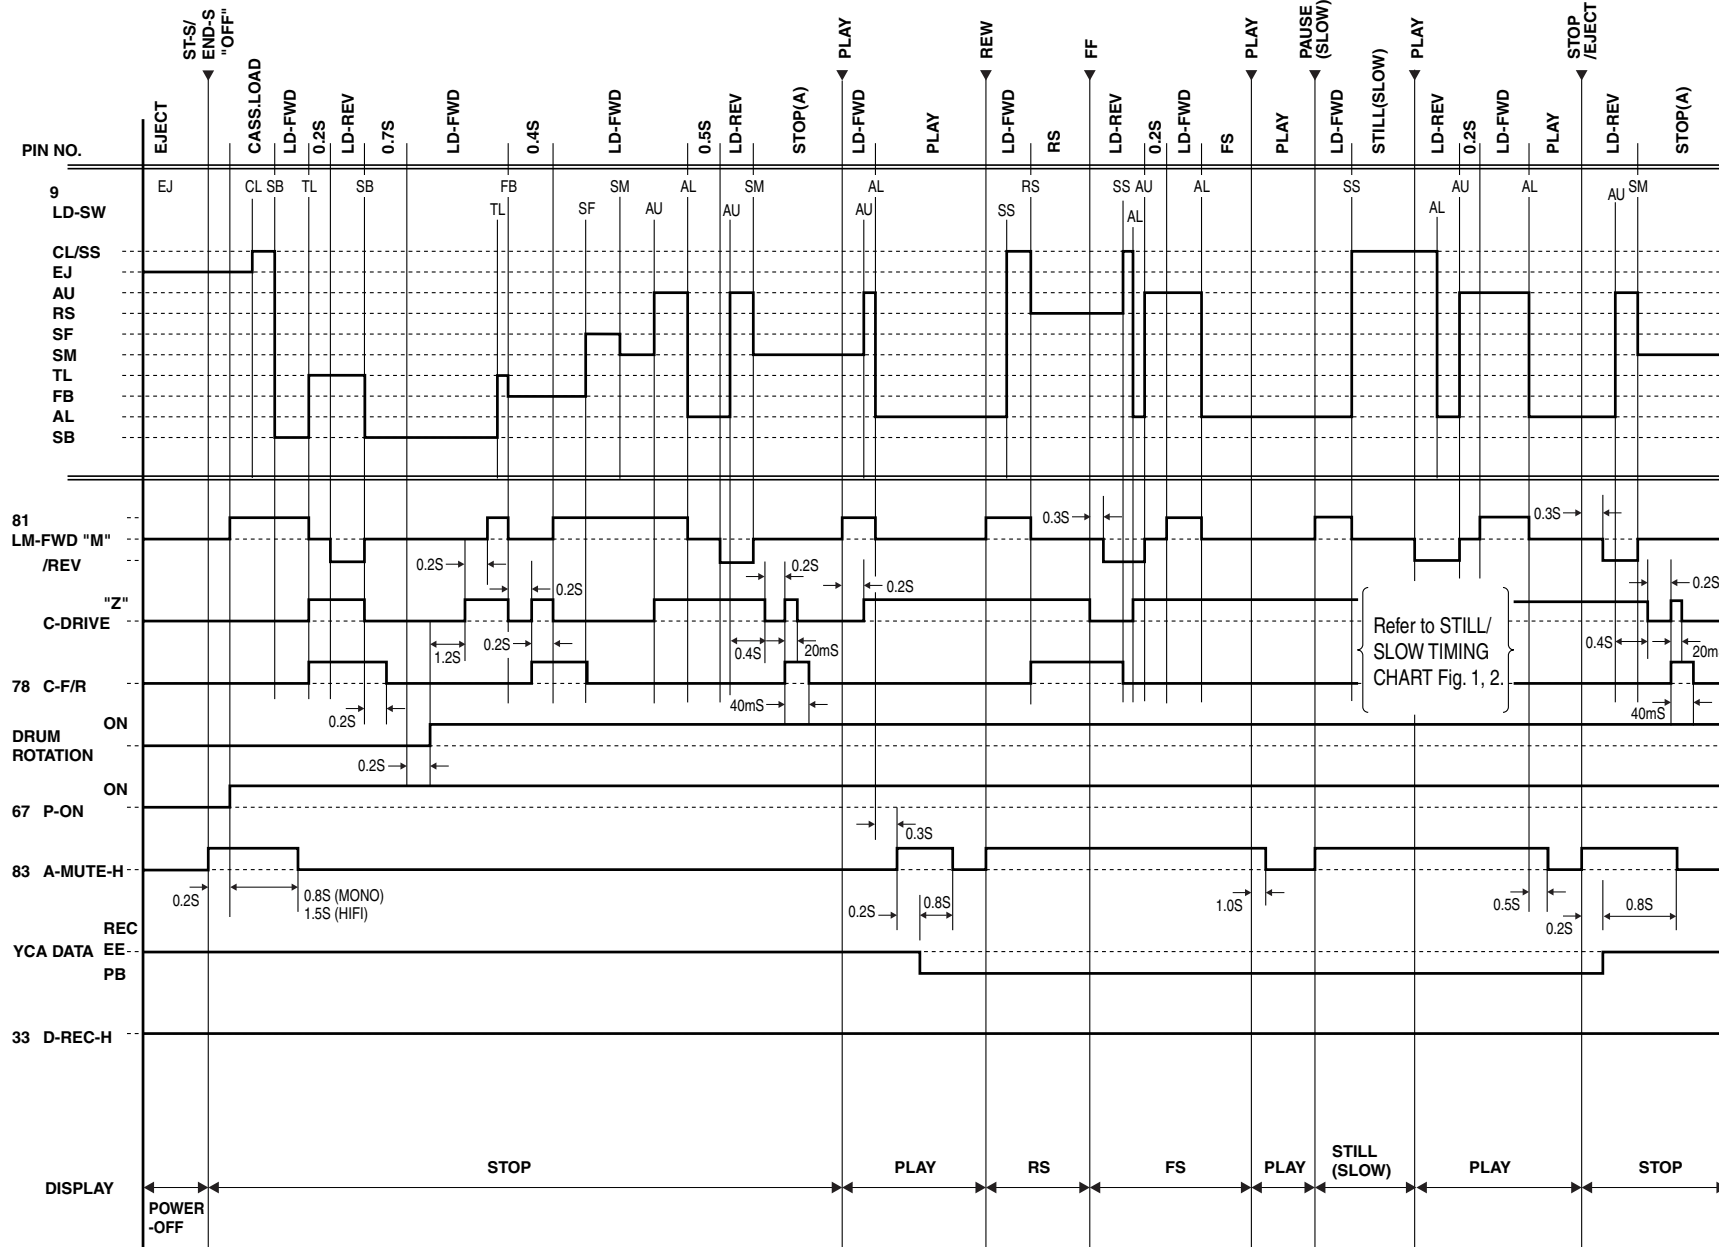 ST-S/
END-S
"OFF"
PLAY
REW
FF
PLAY
PAUSE
(SLOW)
PLAY
STOP
/EJECT
PIN NO.
EJECT
CASS.LOAD
LD-FWD
0.2S
LD-REV
0.7S
LD-FWD
0.4S
LD-FWD
0.5S
LD-REV
STOP(A)
LD-FWD
PLAY
LD-FWD
RS
LD-REV
0.2S
LD-FWD
FS
PLAY
LD-FWD
STILL(SLOW)
LD-REV
0.2S
LD-FWD
PLAY
LD-REV
STOP(A)
9
LD-SW
EJ CL SB TL SB FB SM AL SM AL RS SS AU AL SS AU AL SM
TL SF AU AU AU SS AL AL AU
CL/SS
EJ
AU
RS
SF
SM
TL
FB
AL
SB
81
LM-FWD "M"
/REV
0.3S
0.3S
0.2S
0.2S
0.2S
0.2S
0.2S
"Z"
C-DRIVE
1.2S
0.2S
0.4S
20mS
Refer to STILL/
SLOW TIMING
CHART Fig. 1, 2.
0.4S
20m
78 C-F/R
0.2S
40mS
40mS
ON
DRUM
ROTATION
0.2S
ON
67 P-ON
0.3S
83 A-MUTE-H
0.2S
0.8S (MONO)
1.5S (HIFI)
0.2S
0.8S
1.0S
0.5S
0.2S
0.8S
REC
YCA DATA EE
PB
33 D-REC-H
DISPLAY
POWER
-OFF
STOP
PLAY
RS
FS
PLAY
STILL
(SLOW)
PLAY
STOP